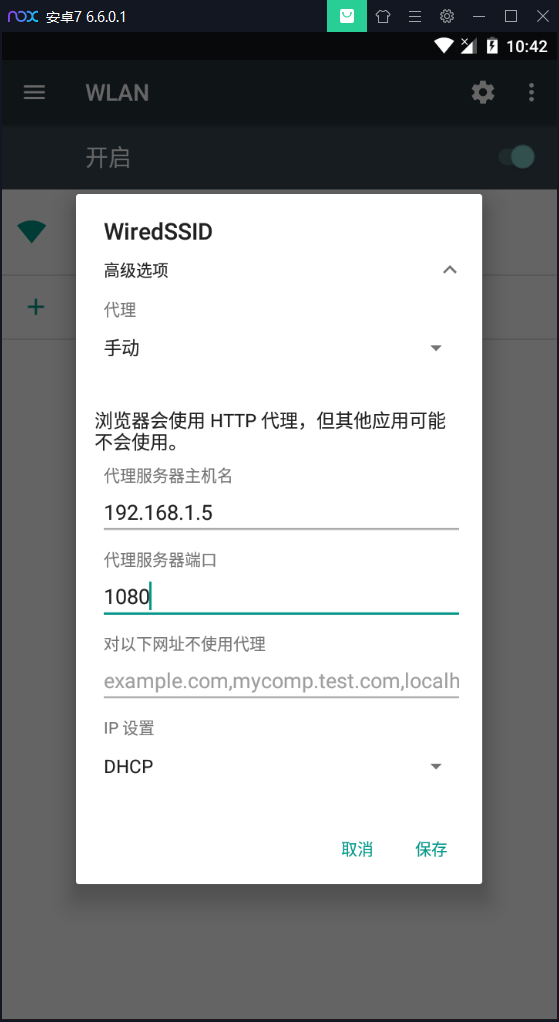 nox 安卓7 6.6.0.1
10:42
WLAN
开启
WiredSSID
高级选项
代理
手动
浏览器会使用 HTTP 代理，但其他应用可能
不会使用。
代理服务器主机名
192.168.1.5
代理服务器端口
1080
对以下网址不使用代理
example.com,mycomp.test.com,localh
IP 设置
DHCP
取消 保存